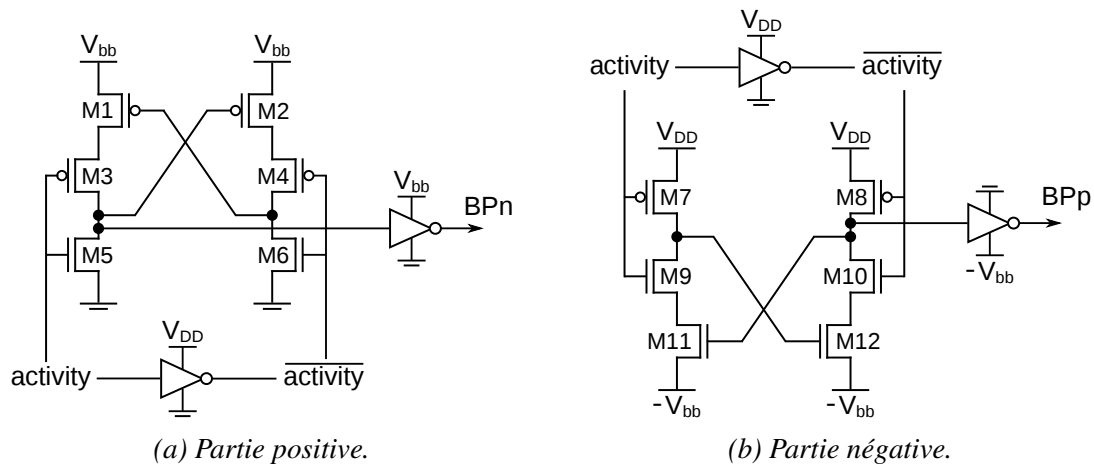 V_bb V_bb
M1 M2
M3 M4
V_bb
BPn
M5 M6
V_DD
activity activity
(a) Partie positive.
V_DD
activity activity
V_DD V_DD
M7 M8
BPp
M9 M10
-V_bb
M11 M12
-V_bb -V_bb
(b) Partie négative.